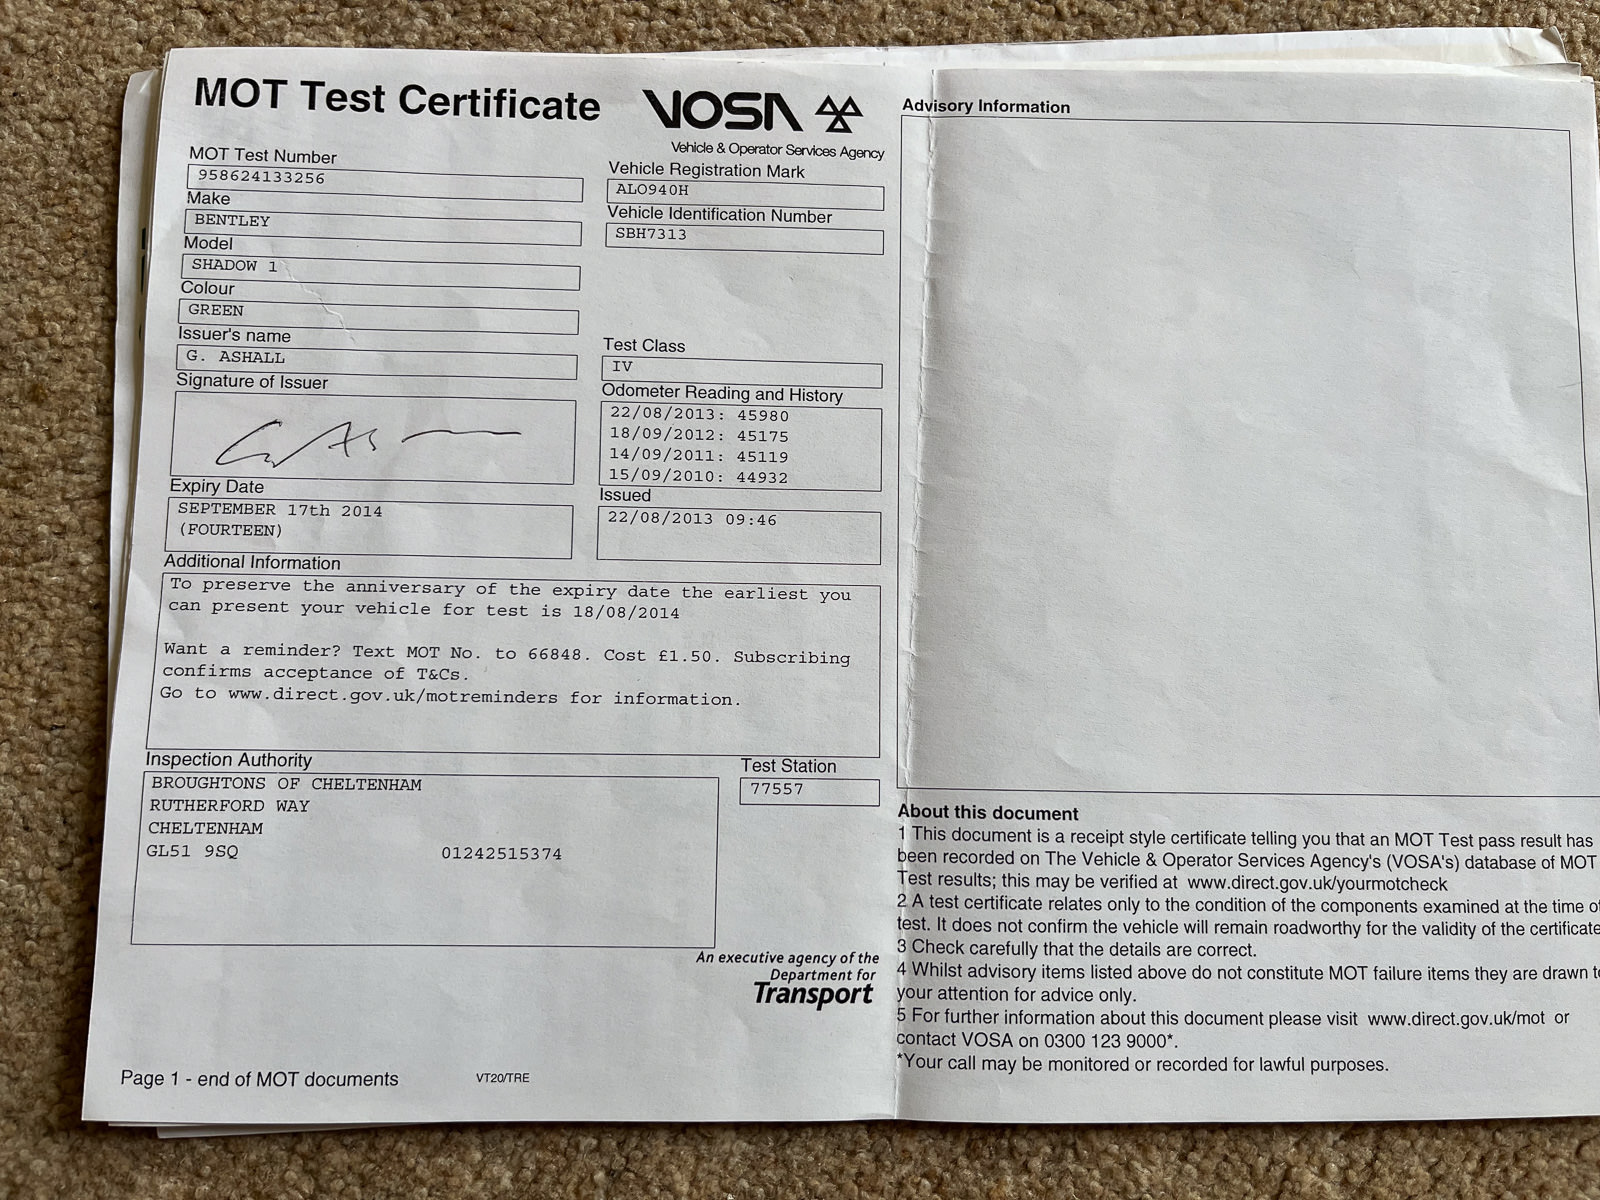 MOT Test Certificate
VOSA
Vehicle & Operator Services Agency
MOT Test Number
958624133256
Vehicle Registration Mark
ALO940H
Make
BENTLEY
Vehicle Identification Number
SBH7313
Model
SHADOW 1
Colour
GREEN
Issuer's name
G. ASHALL
Test Class
IV
Signature of Issuer
Odometer Reading and History
22/08/2013: 45980
18/09/2012: 45175
14/09/2011: 45119
15/09/2010: 44932
Expiry Date
SEPTEMBER 17th 2014
(FOURTEEN)
Issued
22/08/2013 09:46
Additional Information
To preserve the anniversary of the expiry date the earliest you
can present your vehicle for test is 18/08/2014
Want a reminder? Text MOT No. to 66848. Cost £1.50. Subscribing
confirms acceptance of T&Cs.
Go to www.direct.gov.uk/motreminders for information.
Inspection Authority
BROUGHTONS OF CHELTENHAM
RUTHERFORD WAY
CHELTENHAM
GL51 9SQ 01242515374
Test Station
77557
An executive agency of the
Department for
Transport
Page 1 - end of MOT documents
VT20/TRE
Advisory Information
About this document
1 This document is a receipt style certificate telling you that an MOT Test pass result has
been recorded on The Vehicle & Operator Services Agency's (VOSA's) database of MOT
Test results; this may be verified at www.direct.gov.uk/yourmotcheck
2 A test certificate relates only to the condition of the components examined at the time of
test. It does not confirm the vehicle will remain roadworthy for the validity of the certificate
3 Check carefully that the details are correct.
4 Whilst advisory items listed above do not constitute MOT failure items they are drawn to
your attention for advice only.
5 For further information about this document please visit www.direct.gov.uk/mot or
contact VOSA on 0300 123 9000*.
*Your call may be monitored or recorded for lawful purposes.